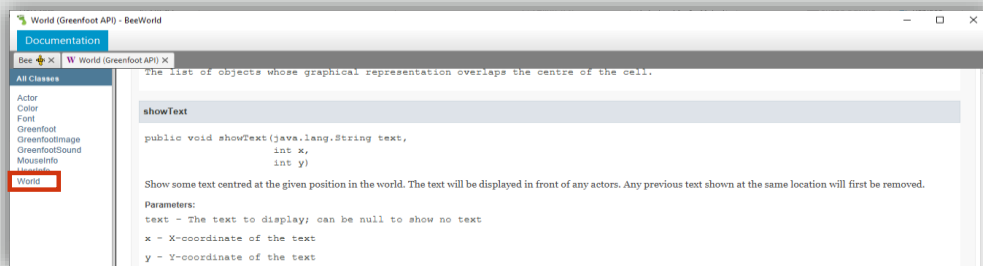 World (Greenfoot API) - BeeWorld
Documentation
Bee
W World (Greenfoot API)
All Classes
Actor
Color
Font
Greenfoot
GreenfootImage
GreenfootSound
MouseInfo
UserInfo
World
The list of objects whose graphical representation overlaps the centre of the cell.
showText
public void showText(java.lang.String text,
int x,
int y)
Show some text centred at the given position in the world. The text will be displayed in front of any actors. Any previous text shown at the same location will first be removed.
Parameters:
text - The text to display; can be null to show no text
x - X-coordinate of the text
y - Y-coordinate of the text